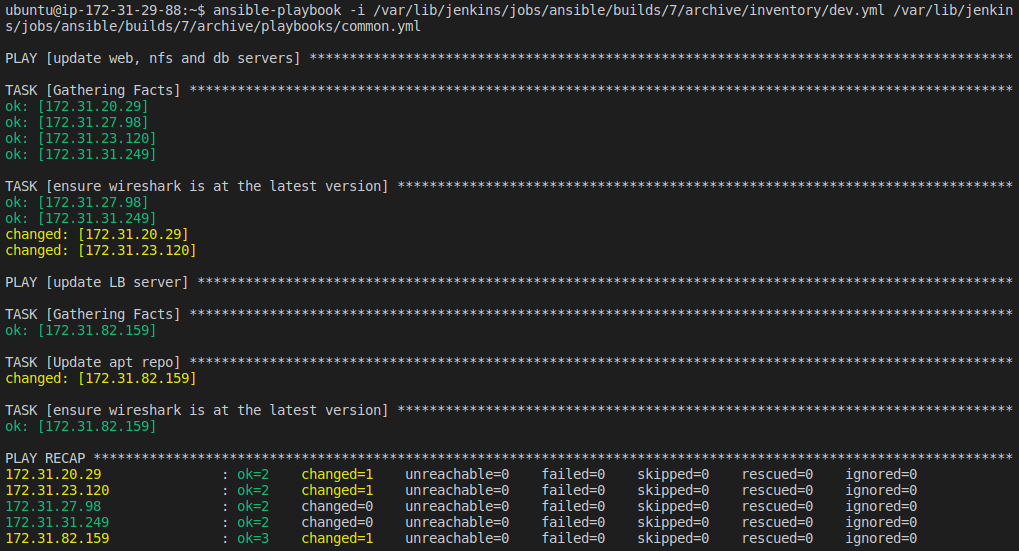 ubuntu@ip-172-31-29-88:~$ ansible-playbook -i /var/lib/jenkins/jobs/ansible/builds/7/archive/inventory/dev.yml /var/lib/jenkin
s/jobs/ansible/builds/7/archive/playbooks/common.yml
PLAY [update web, nfs and db servers] ****************************************************************************************
TASK [Gathering Facts] *******************************************************************************************************
ok: [172.31.20.29]
ok: [172.31.27.98]
ok: [172.31.23.120]
ok: [172.31.31.249]
TASK [ensure wireshark is at the latest version] *****************************************************************************
ok: [172.31.27.98]
ok: [172.31.31.249]
changed: [172.31.20.29]
changed: [172.31.23.120]
PLAY [update LB server] ******************************************************************************************************
TASK [Gathering Facts] *******************************************************************************************************
ok: [172.31.82.159]
TASK [Update apt repo] *******************************************************************************************************
changed: [172.31.82.159]
TASK [ensure wireshark is at the latest version] *****************************************************************************
ok: [172.31.82.159]
PLAY RECAP *******************************************************************************************************************
172.31.20.29               : ok=2    changed=1    unreachable=0    failed=0    skipped=0    rescued=0    ignored=0
172.31.23.120              : ok=2    changed=1    unreachable=0    failed=0    skipped=0    rescued=0    ignored=0
172.31.27.98               : ok=2    changed=0    unreachable=0    failed=0    skipped=0    rescued=0    ignored=0
172.31.31.249              : ok=2    changed=0    unreachable=0    failed=0    skipped=0    rescued=0    ignored=0
172.31.82.159              : ok=3    changed=1    unreachable=0    failed=0    skipped=0    rescued=0    ignored=0